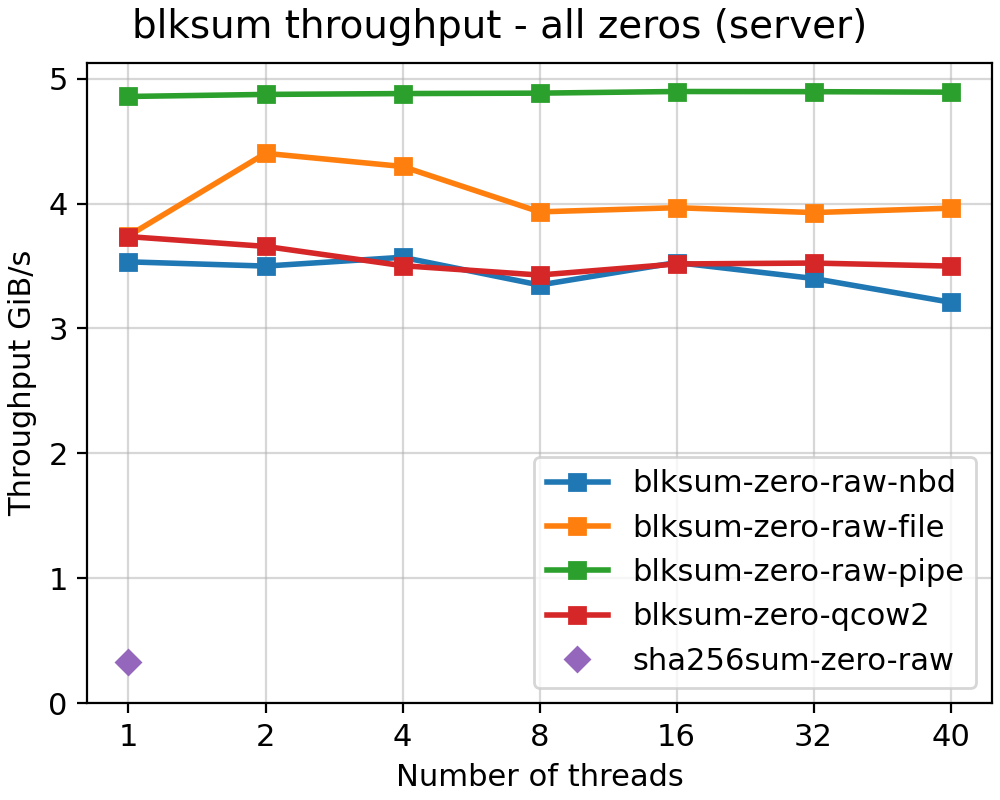 blksum throughput - all zeros (server)
Throughput GiB/s
5
4
3
2
1
0
blksum-zero-raw-nbd
blksum-zero-raw-file
blksum-zero-raw-pipe
blksum-zero-qcow2
sha256sum-zero-raw
1 2 4 8 16 32 40
Number of threads